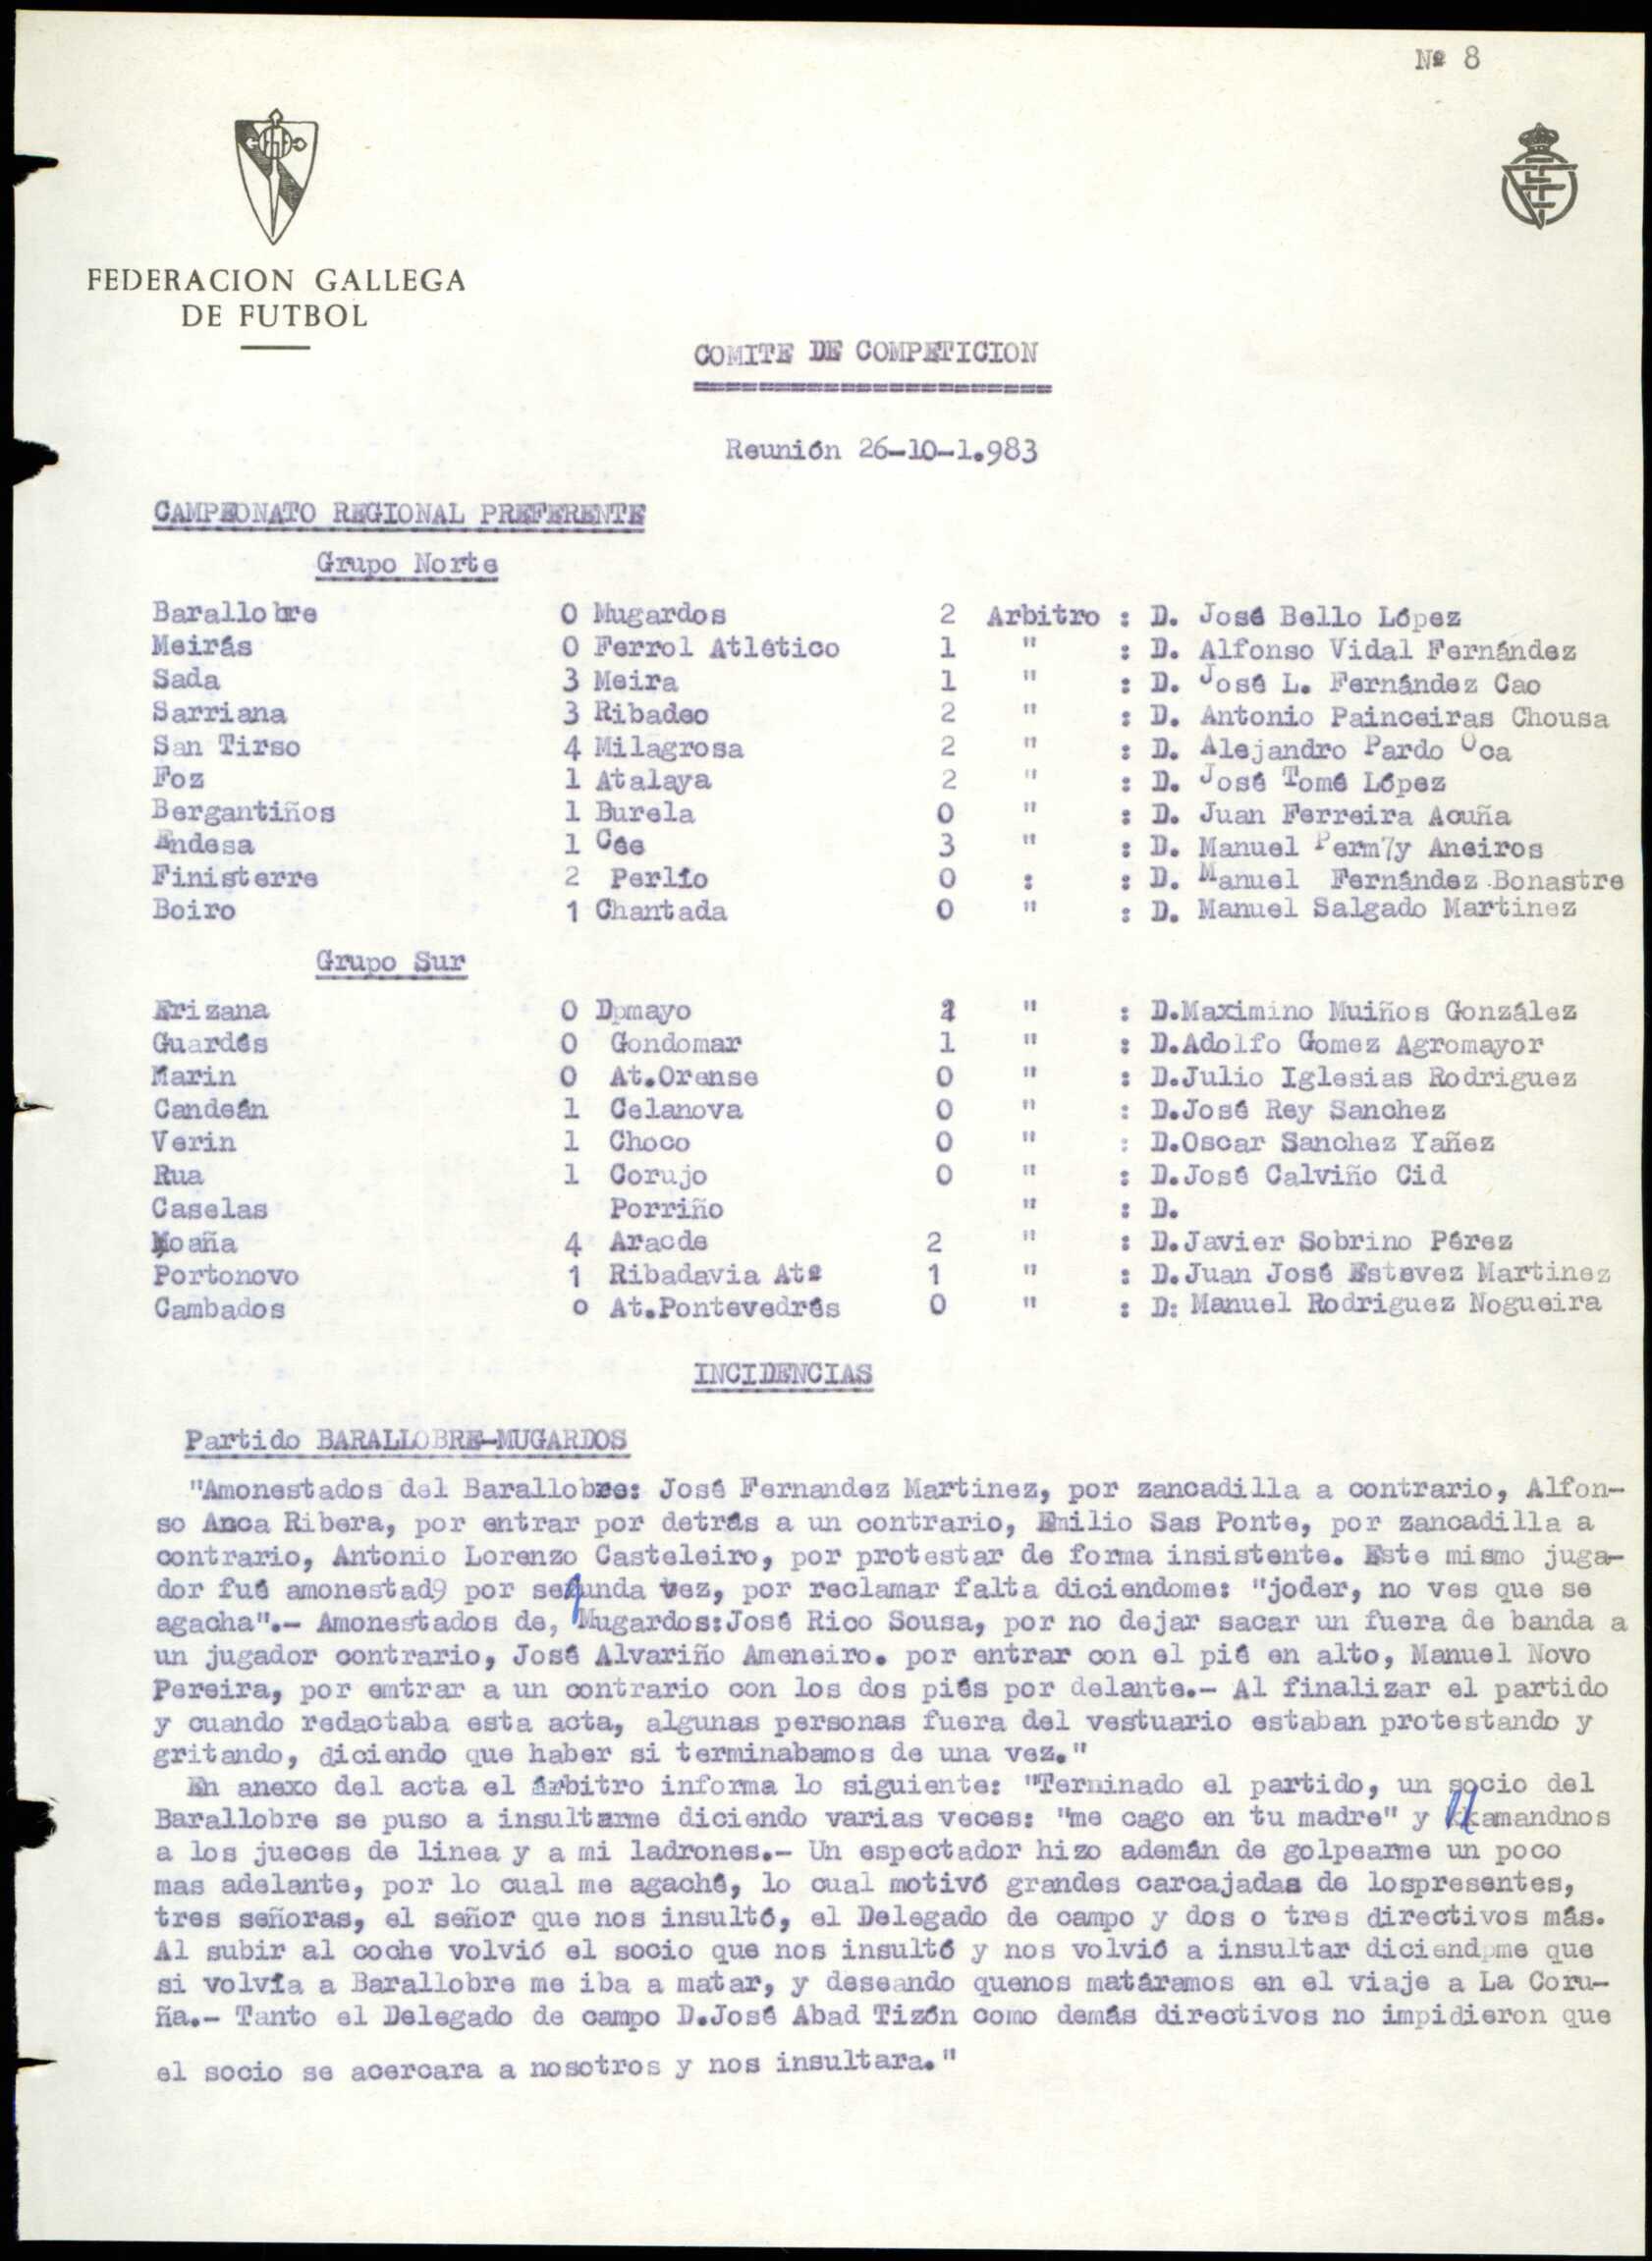 Nº 8
FEDERACION GALLEGA
DE FUTBOL
COMITE DE COMPETICION
======================
Reunión 26-10-1.983
CAMPEONATO REGIONAL PREFERENTE
Grupo Norte
Barallobre 0 Mugardos 2 Arbitro : D. José Bello López
Meirás 0 Ferrol Atlético 1 " : D. Alfonso Vidal Fernández
Sada 3 Meira 1 " : D. José L. Fernández Cao
Sarriana 3 Ribadeo 2 " : D. Antonio Painceiras Chousa
San Tirso 4 Milagrosa 2 " : D. Alejandro Pardo Oca
Foz 1 Atalaya 2 " : D. José Tomé López
Bergantiños 1 Burela 0 " : D. Juan Ferreira Acuña
Endesa 1 Cée 3 " : D. Manuel Perm7y Aneiros
Finisterre 2 Perlío 0 : : D. Manuel Fernández Bonastre
Boiro 1 Chantada 0 " : D. Manuel Salgado Martinez
Grupo Sur
Erizana 0 Dpmayo " : D.Maximino Muiños González
Guardés 0 Gondomar 1 " : D.Adolfo Gomez Agromayor
Marin 0 At.Orense 0 " : D.Julio Iglesias Rodriguez
Candeán 1 Celanova 0 " : D.José Rey Sanchez
Verin 1 Choco 0 " : D.Oscar Sanchez Yañez
Rua 1 Corujo 0 " : D.José Calviño Cid
Caselas Porriño " : D.
Moaña 4 Aracde 2 " : D.Javier Sobrino Pérez
Portonovo 1 Ribadavia Atº 1 " : D.Juan José Estevez Martinez
Cambados o At.Pontevedrés 0 " : D: Manuel Rodriguez Nogueira
INCIDENCIAS
Partido BARALLOBRE-MUGARDOS
"Amonestados del Barallobre: José Fernandez Martinez, por zancadilla a contrario, Alfon-
so Anca Ribera, por entrar por detrás a un contrario, Emilio Sas Ponte, por zancadilla a
contrario, Antonio Lorenzo Casteleiro, por protestar de forma insistente. Este mismo juga-
dor fué amonestad9 por segunda vez, por reclamar falta diciendome: "joder, no ves que se
agacha".- Amonestados de, Mugardos:José Rico Sousa, por no dejar sacar un fuera de banda a
un jugador contrario, José Alvariño Ameneiro. por entrar con el pié en alto, Manuel Novo
Pereira, por emtrar a un contrario con los dos piés por delante.- Al finalizar el partido
y cuando redactaba esta acta, algunas personas fuera del vestuario estaban protestando y
gritando, diciendo que haber si terminabamos de una vez."
En anexo del acta el árbitro informa lo siguiente: "Terminado el partido, un socio del
Barallobre se puso a insultarme diciendo varias veces: "me cago en tu madre" y llamandnos
a los jueces de linea y a mi ladrones.- Un espectador hizo ademán de golpearme un poco
mas adelante, por lo cual me agaché, lo cual motivó grandes carcajadas de lospresentes,
tres señoras, el señor que nos insultó, el Delegado de campo y dos o tres directivos más.
Al subir al coche volvió el socio que nos insultó y nos volvió a insultar diciendpme que
si volvía a Barallobre me iba a matar, y deseando quenos matáramos en el viaje a La Coru-
ña.- Tanto el Delegado de campo D.José Abad Tizón como demás directivos no impidieron que
el socio se acercara a nosotros y nos insultara."